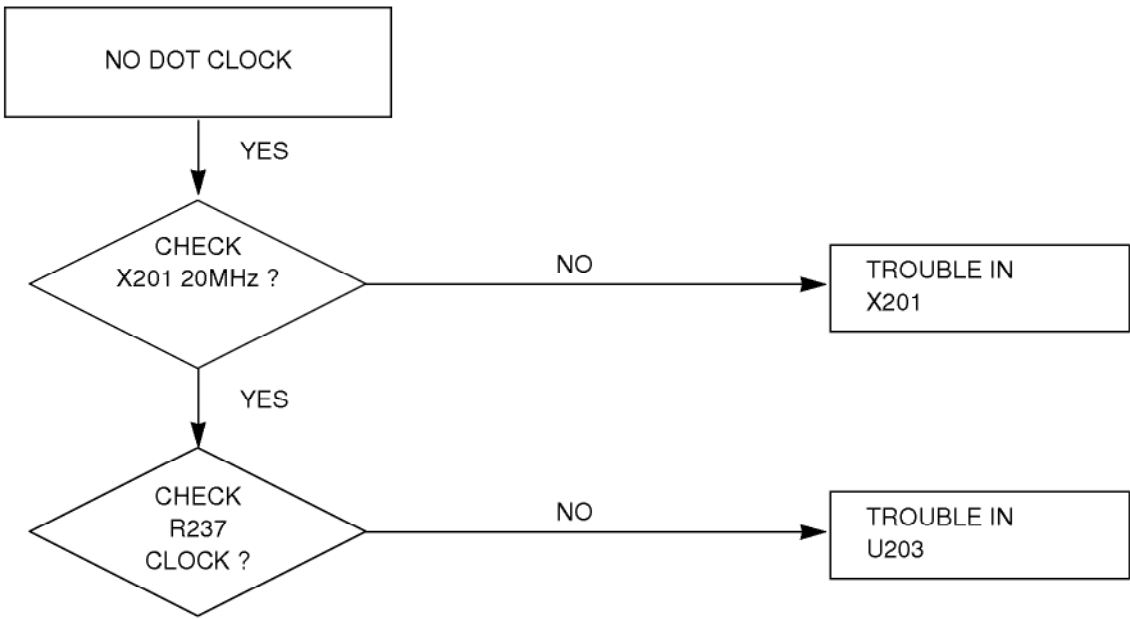 NO DOT CLOCK
YES
CHECK
X201 20MHz ?
NO
TROUBLE IN
X201
YES
CHECK
R237
CLOCK ?
NO
TROUBLE IN
U203